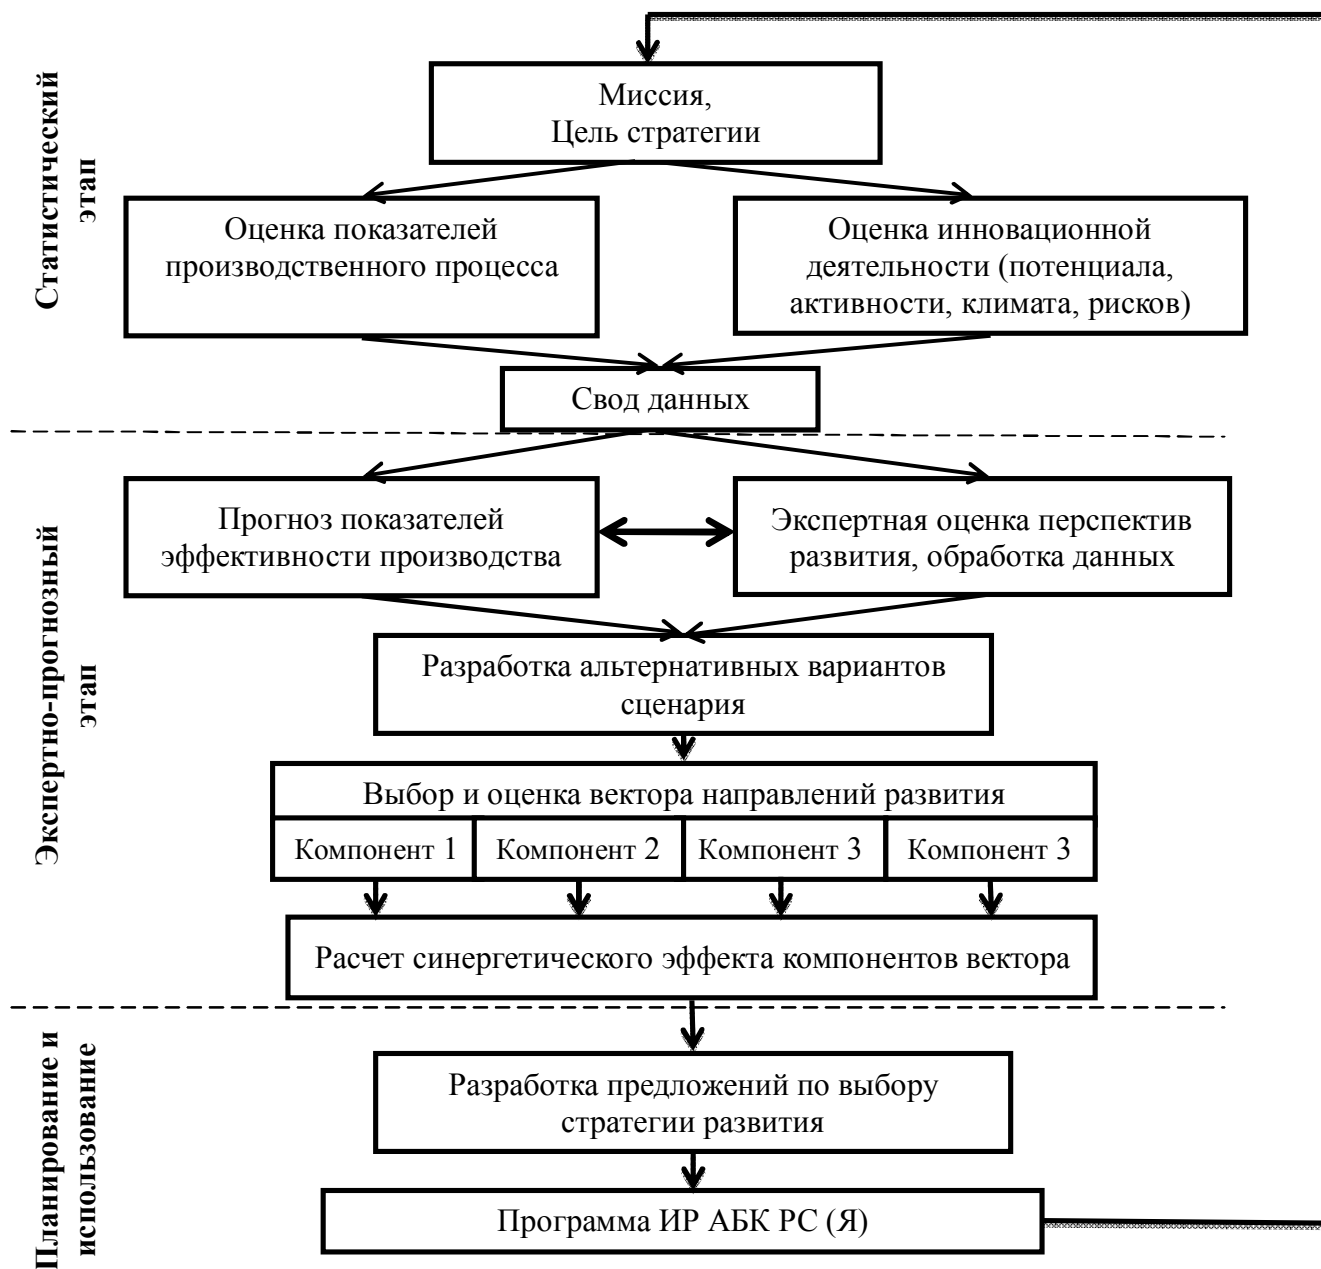 Статистический
этап
Миссия,
Цель стратегии
Оценка показателей
производственного процесса
Оценка инновационной
деятельности (потенциала,
активности, климата, рисков)
Свод данных
Экспертно-прогнозный
этап
Прогноз показателей
эффективности производства
Экспертная оценка перспектив
развития, обработка данных
Разработка альтернативных вариантов
сценария
Выбор и оценка вектора направлений развития
Компонент 1
Компонент 2
Компонент 3
Компонент 3
Расчет синергетического эффекта компонентов вектора
Планирование и
использование
Разработка предложений по выбору
стратегии развития
Программа ИР АБК РС (Я)